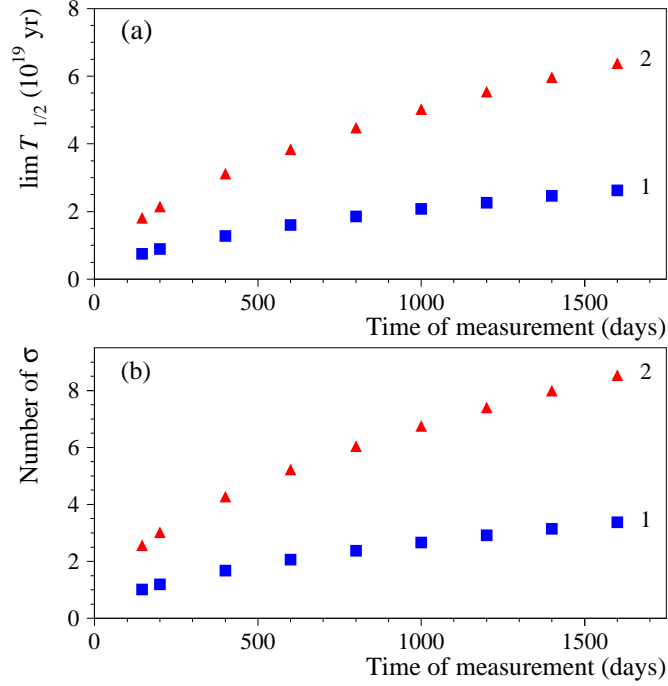 8
(a)
2
6
lim T 1/2 (10^19 yr)
4
1
2
0
0 500 1000 1500
Time of measurement (days)
(b)
2
8
Number of σ
6
4
1
2
0
0 500 1000 1500
Time of measurement (days)